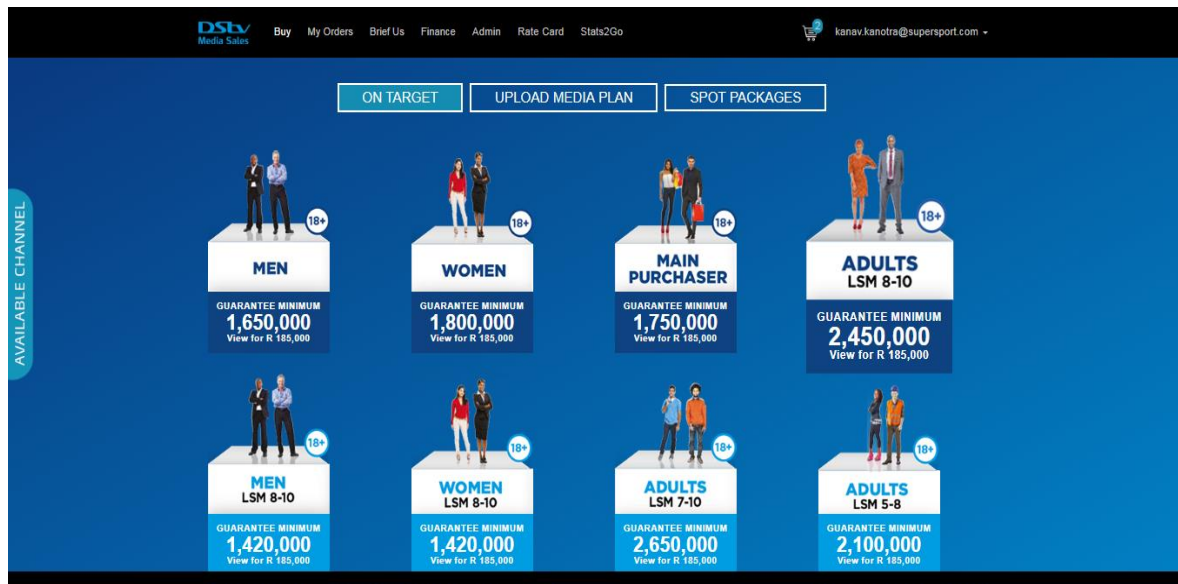 DStv
Media Sales
Buy My Orders Brief Us Finance Admin Rate Card Stats2Go
2
kanav.kanotra@supersport.com
ON TARGET UPLOAD MEDIA PLAN SPOT PACKAGES
AVAILABLE CHANNEL
18+
MEN
GUARANTEE MINIMUM
1,650,000
View for R 185,000
18+
WOMEN
GUARANTEE MINIMUM
1,800,000
View for R 185,000
18+
MAIN
PURCHASER
GUARANTEE MINIMUM
1,750,000
View for R 185,000
18+
ADULTS
LSM 8-10
GUARANTEE MINIMUM
2,450,000
View for R 185,000
18+
MEN
LSM 8-10
GUARANTEE MINIMUM
1,420,000
View for R 185,000
18+
WOMEN
LSM 8-10
GUARANTEE MINIMUM
1,420,000
View for R 185,000
18+
ADULTS
LSM 7-10
GUARANTEE MINIMUM
2,650,000
View for R 185,000
18+
ADULTS
LSM 5-8
GUARANTEE MINIMUM
2,100,000
View for R 185,000